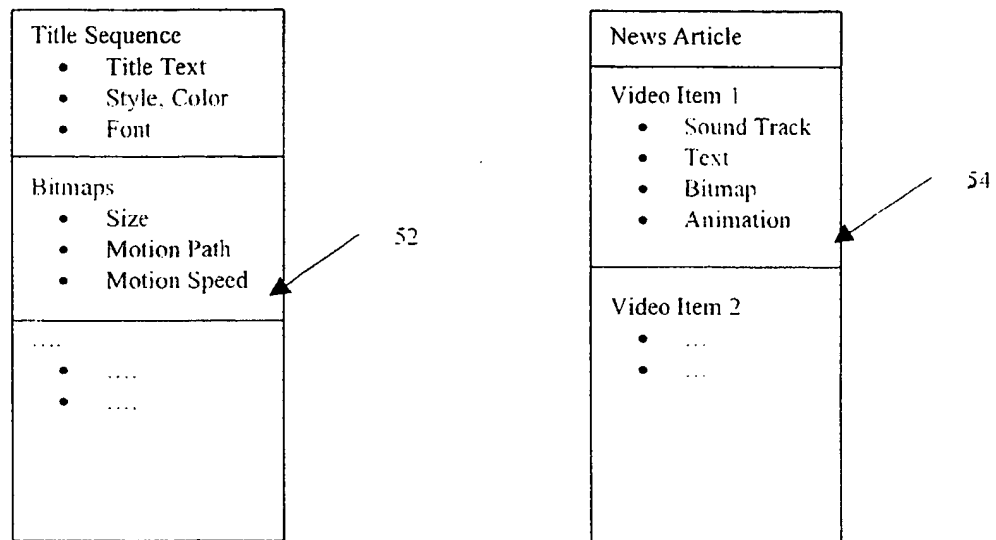 Title Sequence
• Title Text
• Style, Color
• Font
Bitmaps
• Size
• Motion Path
• Motion Speed
....
• ....
• ....
52
News Article
Video Item 1
• Sound Track
• Text
• Bitmap
• Animation
Video Item 2
• ...
• ...
54